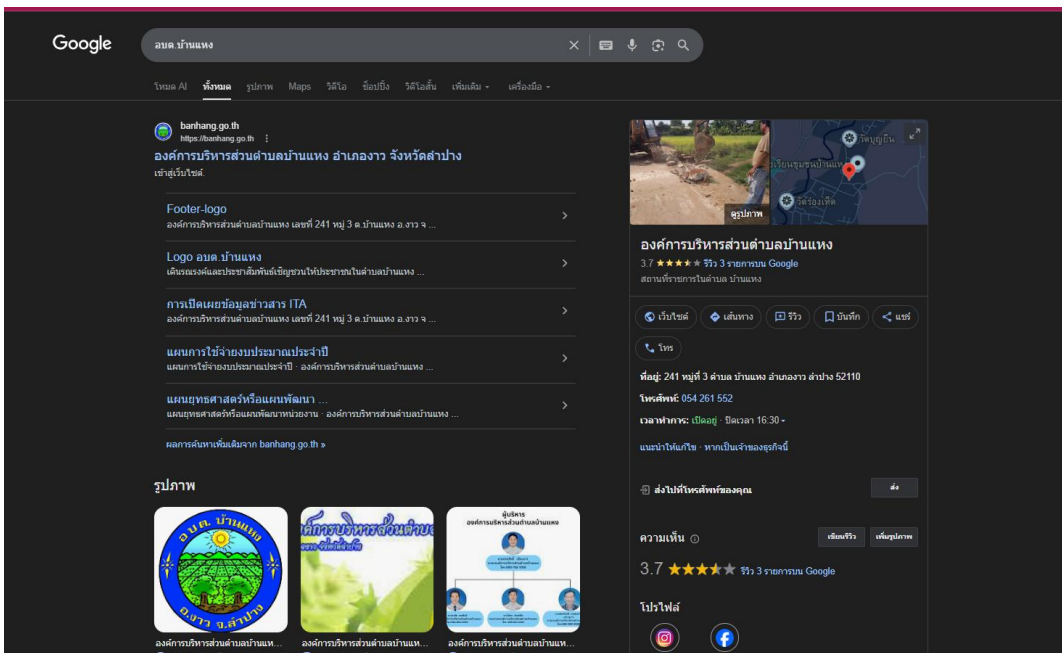 Google
อบต.บ้านแหง
โหมด AI ทั้งหมด รูปภาพ Maps วิดีโอ ช็อปปิ้ง วิดีโอสั้น เพิ่มเติม เครื่องมือ
banhang.go.th
https://banhang.go.th
องค์การบริหารส่วนตำบลบ้านแหง อำเภองาว จังหวัดลำปาง
เข้าสู่เว็บไซต์.
Footer-logo
องค์การบริหารส่วนตำบลบ้านแหง เลขที่ 241 หมู่ 3 ต.บ้านแหง อ.งาว จ ...
Logo อบต.บ้านแหง
เดินรณรงค์และประชาสัมพันธ์เชิญชวนให้ประชาชนในตำบลบ้านแหง ...
การเปิดเผยข้อมูลข่าวสาร ITA
องค์การบริหารส่วนตำบลบ้านแหง เลขที่ 241 หมู่ 3 ต.บ้านแหง อ.งาว จ ...
แผนการใช้จ่ายงบประมาณประจำปี
แผนการใช้จ่ายงบประมาณประจำปี · องค์การบริหารส่วนตำบลบ้านแหง ...
แผนยุทธศาสตร์หรือแผนพัฒนา ...
แผนยุทธศาสตร์หรือแผนพัฒนาหน่วยงาน · องค์การบริหารส่วนตำบลบ้านแหง ...
ผลการค้นหาเพิ่มเติมจาก banhang.go.th »
รูปภาพ
อบต. บ้านแหง
อ.งาว จ.ลำปาง
องค์การบริหารส่วนตำบล
ผู้บริหาร
องค์การบริหารส่วนตำบลบ้านแหง
องค์การบริหารส่วนตำบลบ้านแห...
องค์การบริหารส่วนตำบลบ้านแห...
องค์การบริหารส่วนตำบลบ้านแห...
วัดบุญยืน
วัดร่องเห็ด
ดูรูปภาพ
องค์การบริหารส่วนตำบลบ้านแหง
3.7 รีวิว 3 รายการบน Google
สถานที่ราชการในตำบล บ้านแหง
เว็บไซต์ เส้นทาง รีวิว บันทึก แชร์
โทร
ที่อยู่: 241 หมู่ที่ 3 ตำบล บ้านแหง อำเภองาว ลำปาง 52110
โทรศัพท์: 054 261 552
เวลาทำการ: เปิดอยู่ · ปิดเวลา 16:30
แนะนำให้แก้ไข · หากเป็นเจ้าของธุรกิจนี้
ส่งไปที่โทรศัพท์ของคุณ ส่ง
ความเห็น เขียนรีวิว เพิ่มรูปภาพ
3.7 รีวิว 3 รายการบน Google
โปรไฟล์